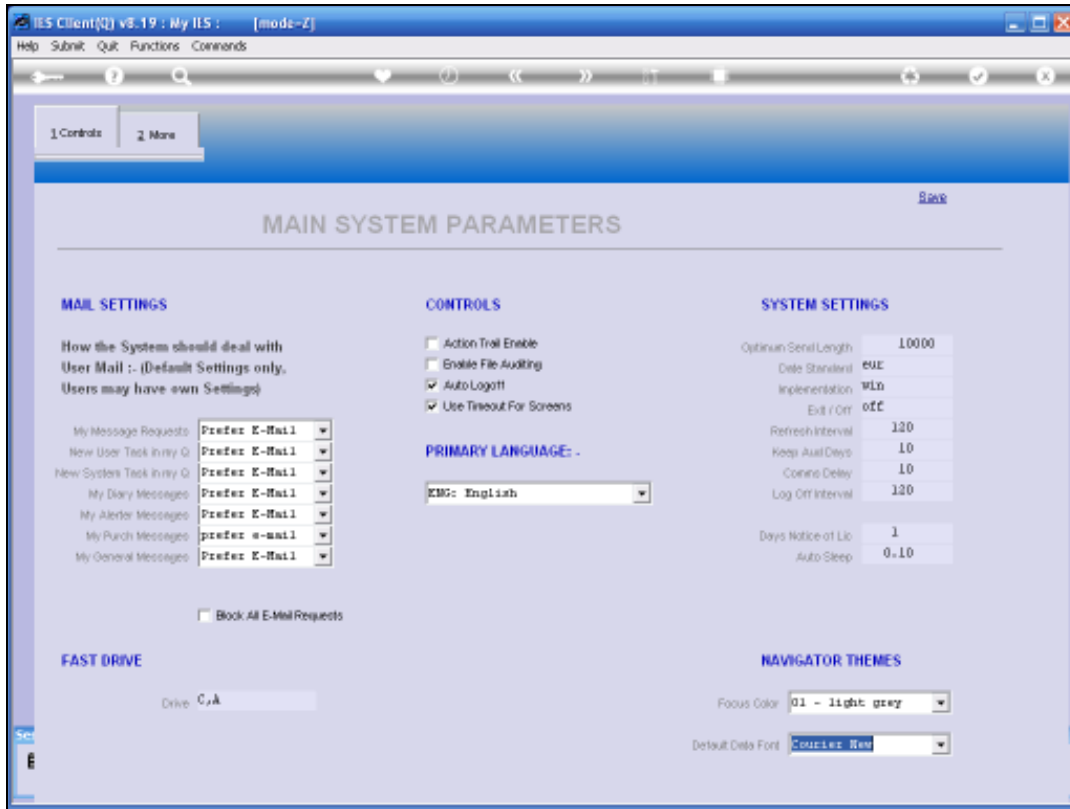 IES Client(Q) v8.19 : My IES : [mode-Z]
Help Submit Quit Functions Commands
1 Controls 2 More
Save
MAIN SYSTEM PARAMETERS
MAIL SETTINGS
How the System should deal with
User Mail :- (Default Settings only,
Users may have own Settings)
My Message Requests Prefer E-Mail
New User Task in my Q Prefer E-Mail
New System Task in my Q Prefer E-Mail
My Diary Messages Prefer E-Mail
My Alerter Messages Prefer E-Mail
My Purch Messages prefer e-mail
My General Messages Prefer E-Mail
Block All E-Mail Requests
FAST DRIVE
Drive C,A
CONTROLS
Action Trail Enable
Enable File Auditing
Auto Logoff
Use Timeout For Screens
PRIMARY LANGUAGE: -
ENG: English
SYSTEM SETTINGS
Optimum Send Length 10000
Date Standard eur
Implementation win
Exit / Off off
Refresh Interval 120
Keep Audi Days 10
Comms Delay 10
Log Off Interval 120
Days Notice of Lic 1
Auto Sleep 0.10
NAVIGATOR THEMES
Focus Color 01 - light grey
Default Data Font Courier New